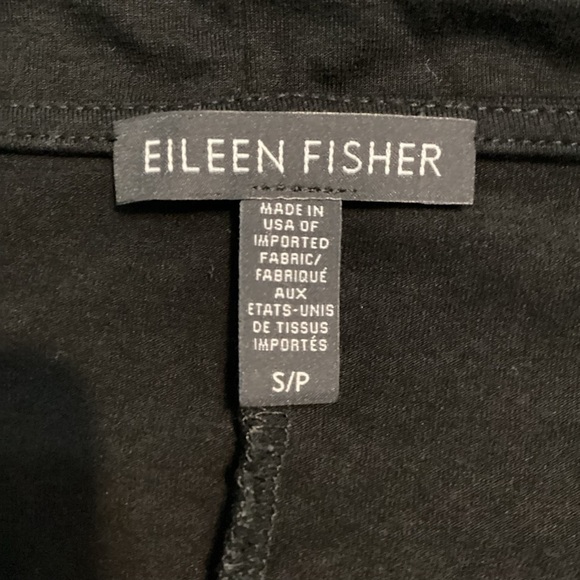 EILEEN FISHER
MADE IN
USA OF
IMPORTED
FABRIC/
FABRIQUÉ
AUX
ETATS-UNIS
DE TISSUS
IMPORTÉS
S/P